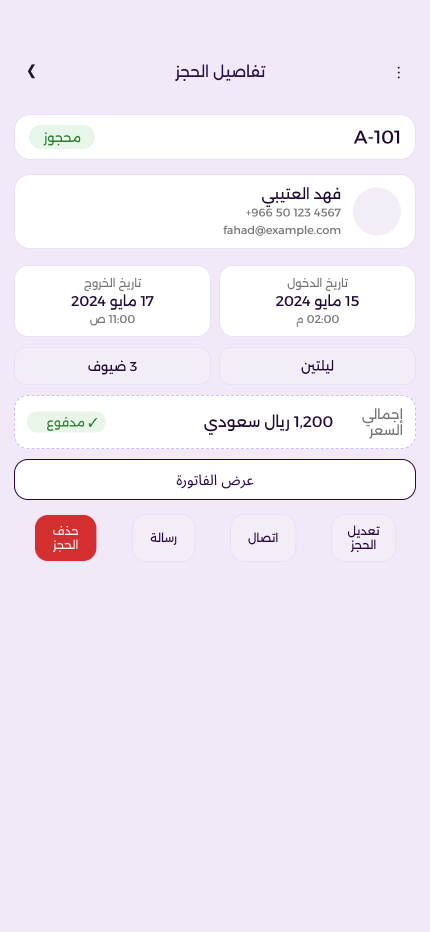 تفاصيل الحجز
A-101
محجوز
فهد العتيبي
+966 50 123 4567
fahad@example.com
تاريخ الدخول
15 مايو 2024
02:00 م
تاريخ الخروج
17 مايو 2024
11:00 ص
ليلتين
3 ضيوف
إجمالي
السعر
1,200 ريال سعودي
✓ مدفوع
عرض الفاتورة
تعديل
الحجز
اتصال
رسالة
حذف
الحجز